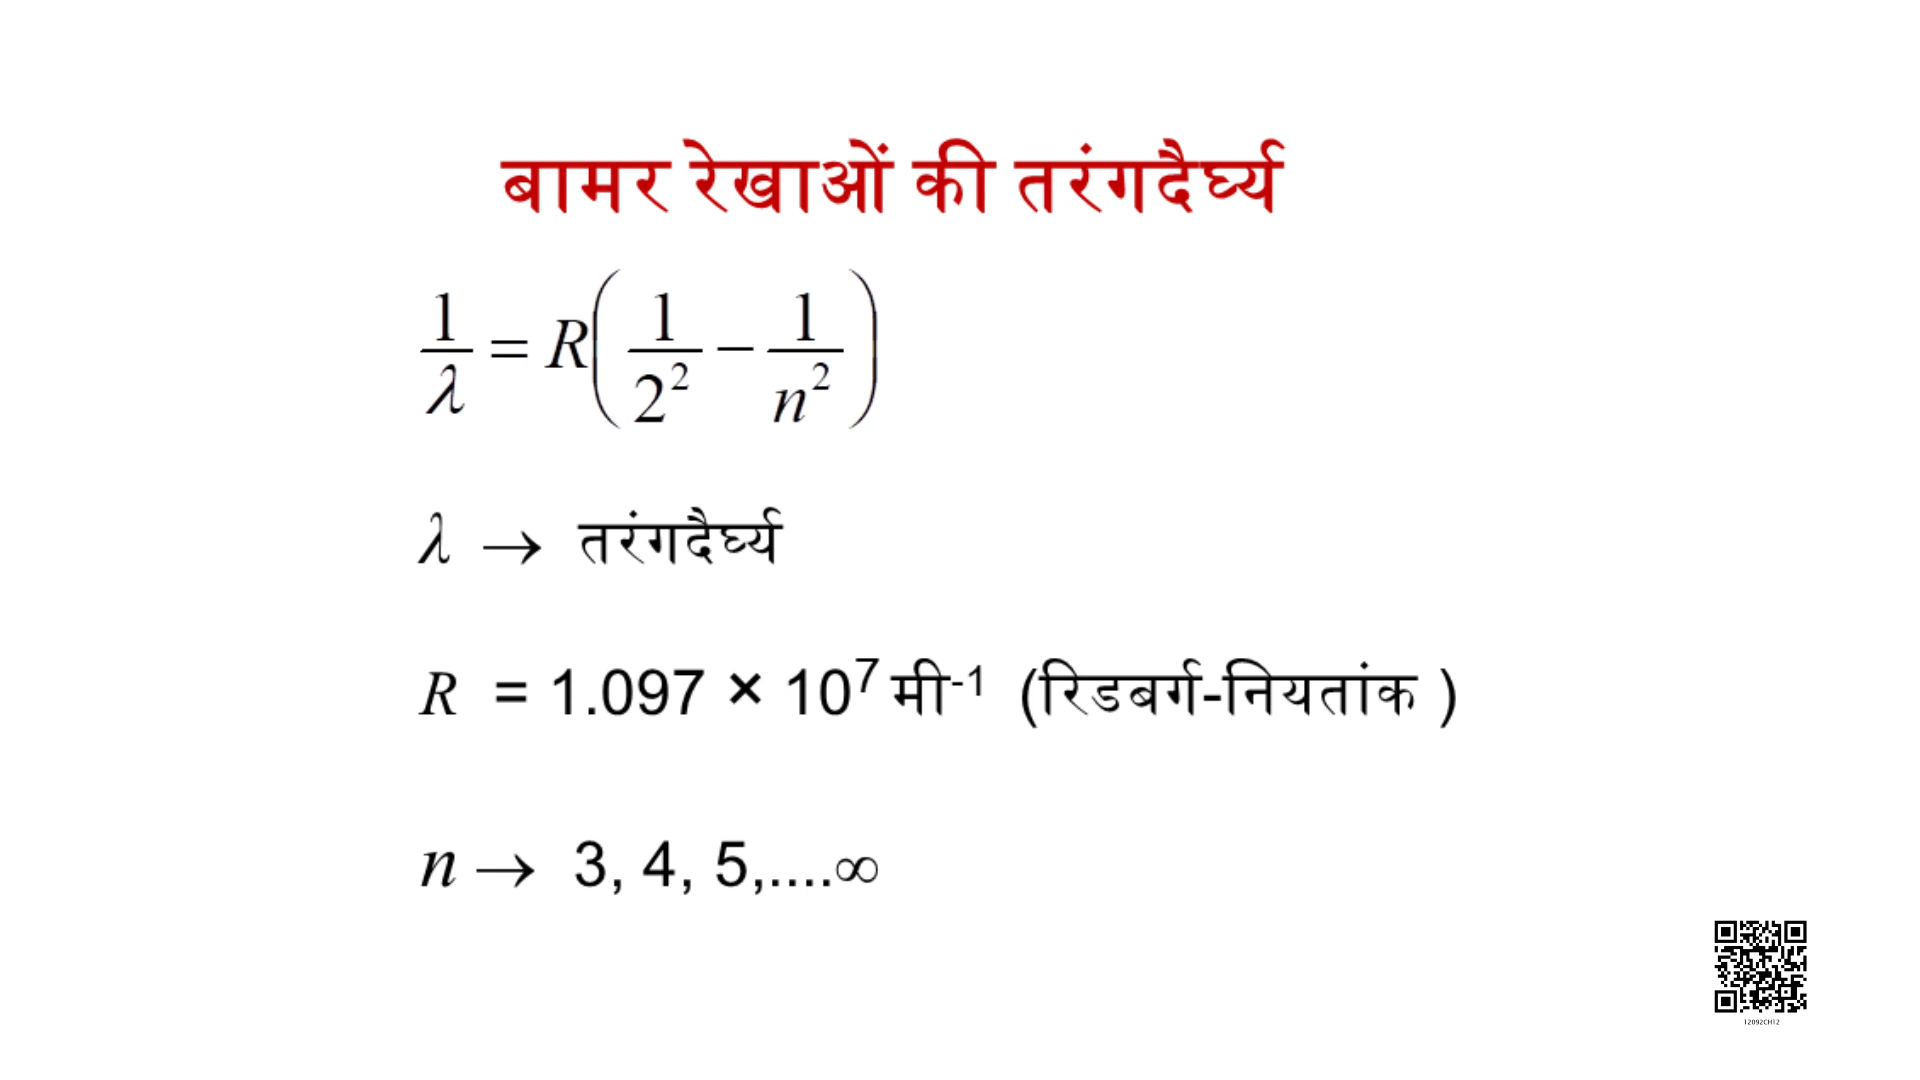 बामर रेखाओं की तरंगदैर्घ्य
1/λ = R(1/2² − 1/n²)
λ → तरंगदैर्घ्य
R = 1.097 × 10⁷ मी⁻¹ (रिडबर्ग-नियतांक )
n → 3, 4, 5,....∞
12092CH12